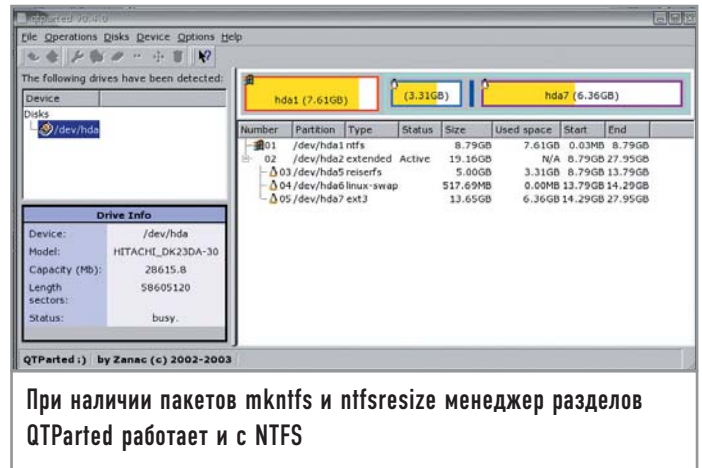 QTParted v0.4.0
File Operations Disks Device Options Help
The following drives have been detected:
Device
Disks
/dev/hda
Drive Info
Device: /dev/hda
Model: HITACHI_DK23DA-30
Capacity (Mb): 28615.8
Length sectors: 58605120
Status: busy.
hda1 (7.61GB) (3.31GB) hda7 (6.36GB)
Number Partition Type Status Size Used space Start End
01 /dev/hda1 ntfs 8.79GB 7.61GB 0.03MB 8.79GB
02 /dev/hda2 extended Active 19.16GB N/A 8.79GB 27.95GB
03 /dev/hda5 reiserfs 5.00GB 3.31GB 8.79GB 13.79GB
04 /dev/hda6 linux-swap 517.69MB 0.00MB 13.79GB 14.29GB
05 /dev/hda7 ext3 13.65GB 6.36GB 14.29GB 27.95GB
QTParted :) by Zanac (c) 2002-2003
При наличии пакетов mkntfs и ntfsresize менеджер разделов
QTParted работает и с NTFS